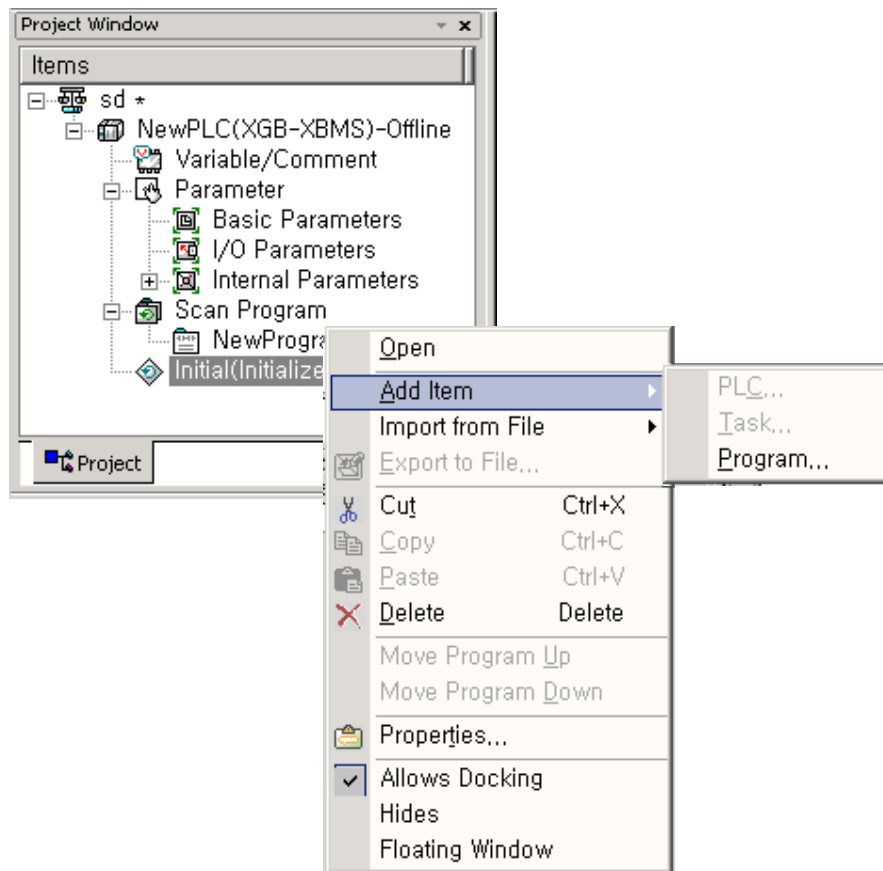 Project Window
Items
sd *
NewPLC(XGB-XBMS)-Offline
Variable/Comment
Parameter
Basic Parameters
I/O Parameters
Internal Parameters
Scan Program
NewProgra
Initial(Initialize
Project
Open
Add Item
Import from File
Export to File...
Cut Ctrl+X
Copy Ctrl+C
Paste Ctrl+V
Delete Delete
Move Program Up
Move Program Down
Properties...
Allows Docking
Hides
Floating Window
PLC...
Task...
Program...